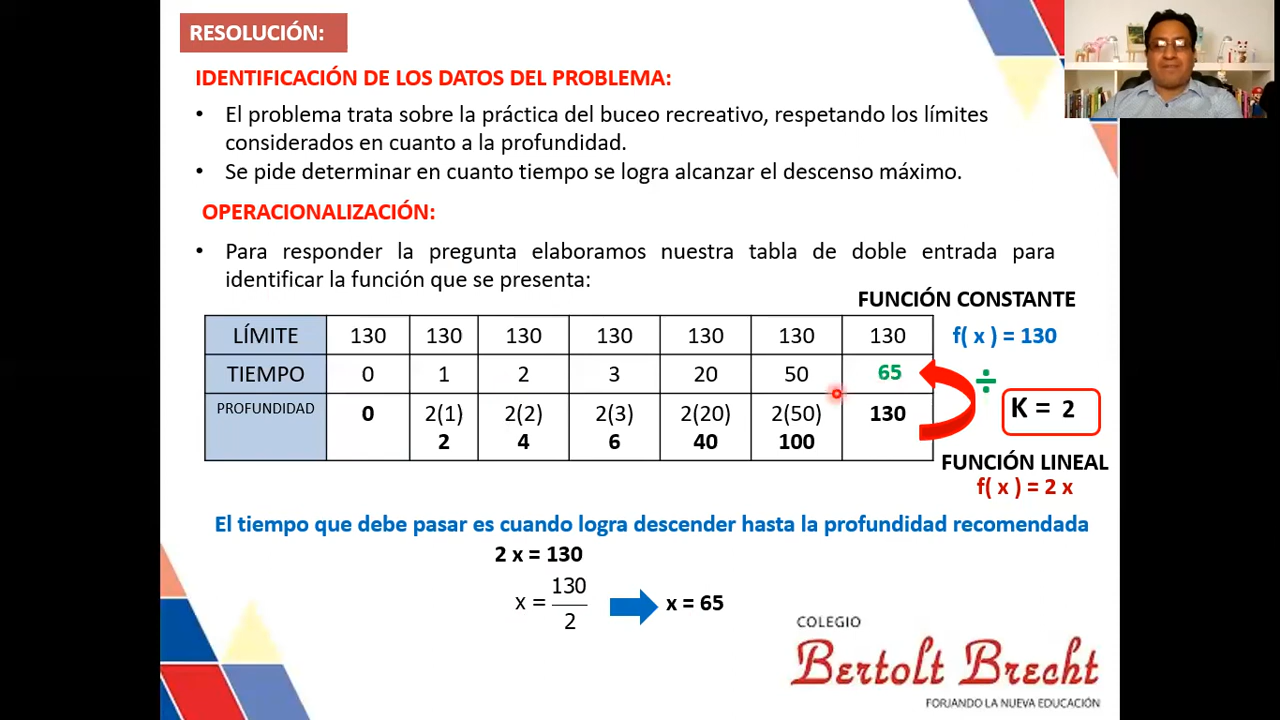 RESOLUCIÓN:
IDENTIFICACIÓN DE LOS DATOS DEL PROBLEMA:
• El problema trata sobre la práctica del buceo recreativo, respetando los límites
considerados en cuanto a la profundidad.
• Se pide determinar en cuanto tiempo se logra alcanzar el descenso máximo.
OPERACIONALIZACIÓN:
• Para responder la pregunta elaboramos nuestra tabla de doble entrada para
identificar la función que se presenta:
FUNCIÓN CONSTANTE
f( x ) = 130
LÍMITE 130 130 130 130 130 130 130
TIEMPO 0 1 2 3 20 50 65
PROFUNDIDAD 0 2(1) 2(2) 2(3) 2(20) 2(50) 130
2 4 6 40 100
÷
K = 2
FUNCIÓN LINEAL
f( x ) = 2 x
El tiempo que debe pasar es cuando logra descender hasta la profundidad recomendada
2 x = 130
x = 130
2
x = 65
COLEGIO
Bertolt Brecht
FORJANDO LA NUEVA EDUCACIÓN